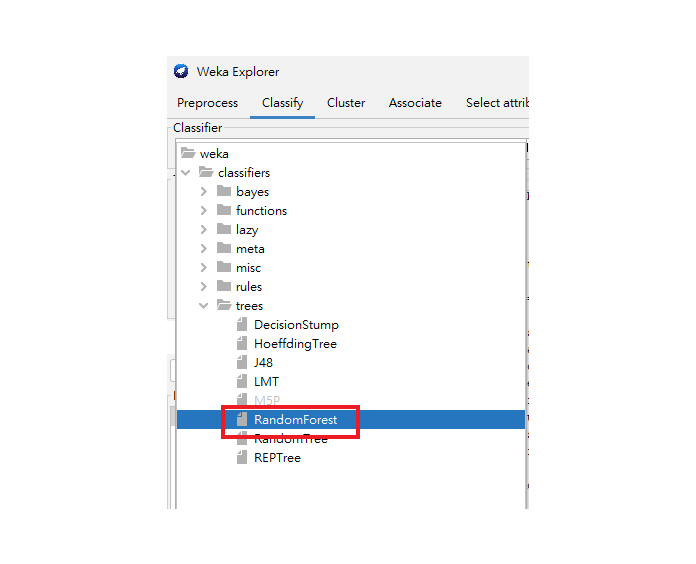 Weka Explorer
Preprocess Classify Cluster Associate Select attrib
Classifier
weka
classifiers
bayes
functions
lazy
meta
misc
rules
trees
DecisionStump
HoeffdingTree
J48
LMT
M5P
RandomForest
RandomTree
REPTree